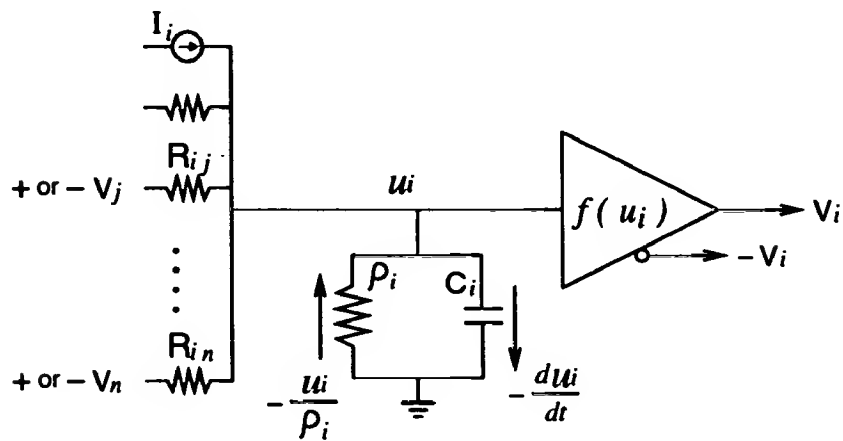 I_i
R_ij
+ or – V_j
u_i
f( u_i )
V_i
– V_i
ρ_i
C_i
R_in
+ or – V_n
– u_i / ρ_i
– du_i / dt